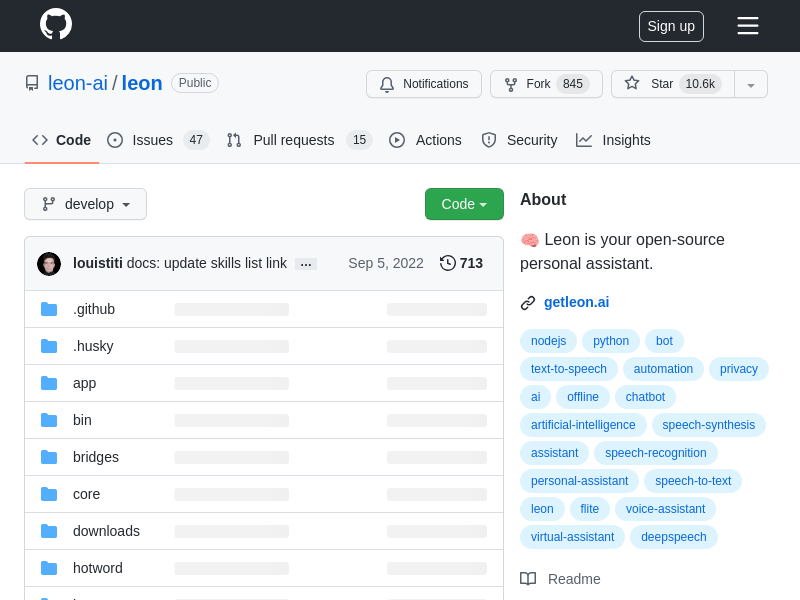 Sign up
leon-ai / leon Public
Notifications Fork 845 Star 10.6k
Code Issues 47 Pull requests 15 Actions Security Insights
develop Code
louistiti docs: update skills list link … Sep 5, 2022 713
.github
.husky
app
bin
bridges
core
downloads
hotword
About
🧠 Leon is your open-source
personal assistant.
getleon.ai
nodejs python bot
text-to-speech automation privacy
ai offline chatbot
artificial-intelligence speech-synthesis
assistant speech-recognition
personal-assistant speech-to-text
leon flite voice-assistant
virtual-assistant deepspeech
Readme